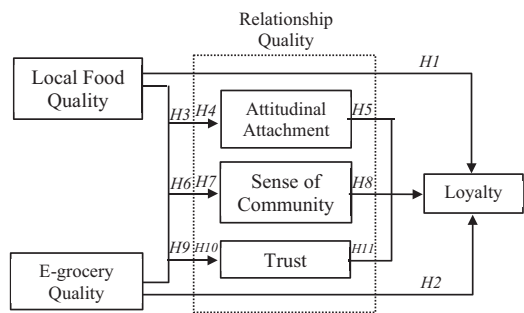 Relationship
Quality
H1
Local Food
Quality
H3 H4
Attitudinal
Attachment
H5
H6 H7
Sense of
Community
H8
Loyalty
H9 H10
Trust
H11
E-grocery
Quality
H2